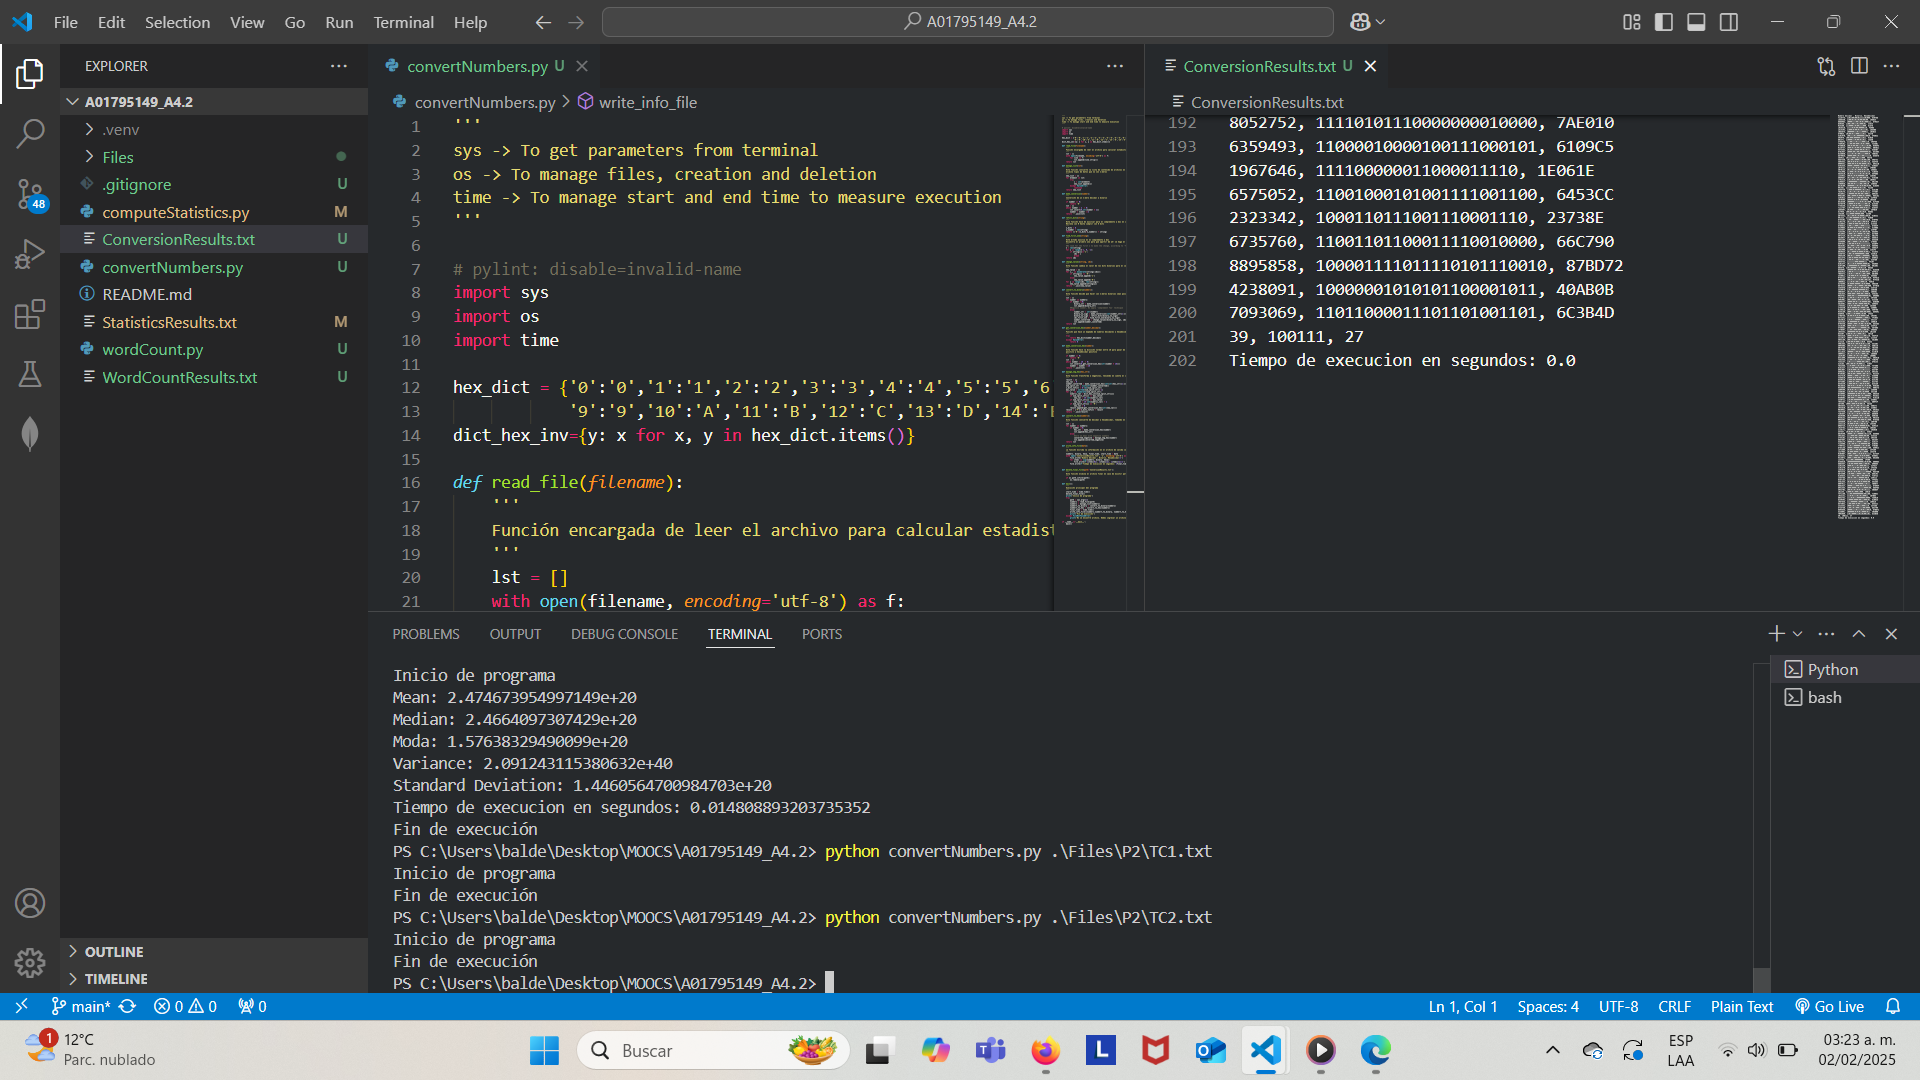 File Edit Selection View Go Run Terminal Help
A01795149_A4.2
EXPLORER
A01795149_A4.2
.venv
Files
.gitignore U
computeStatistics.py M
ConversionResults.txt U
convertNumbers.py U
README.md
StatisticsResults.txt M
wordCount.py U
WordCountResults.txt U
OUTLINE
TIMELINE
48
convertNumbers.py U
convertNumbers.py > write_info_file
1 '''
2 sys -> To get parameters from terminal
3 os -> To manage files, creation and deletion
4 time -> To manage start and end time to measure execution
5 '''
6
7 # pylint: disable=invalid-name
8 import sys
9 import os
10 import time
11
12 hex_dict = {'0':'0','1':'1','2':'2','3':'3','4':'4','5':'5','6
13 '9':'9','10':'A','11':'B','12':'C','13':'D','14':'E
14 dict_hex_inv={y: x for x, y in hex_dict.items()}
15
16 def read_file(filename):
17 '''
18 Función encargada de leer el archivo para calcular estadist
19 '''
20 lst = []
21 with open(filename, encoding='utf-8') as f:
ConversionResults.txt U
ConversionResults.txt
192 8052752, 11110101110000000010000, 7AE010
193 6359493, 11000010000100111000101, 6109C5
194 1967646, 111100000011000011110, 1E061E
195 6575052, 11001000101001111001100, 6453CC
196 2323342, 1000110111001110001110, 23738E
197 6735760, 11001101100011110010000, 66C790
198 8895858, 100001111011110101110010, 87BD72
199 4238091, 10000001010101100001011, 40AB0B
200 7093069, 11011000011101101001101, 6C3B4D
201 39, 100111, 27
202 Tiempo de execucion en segundos: 0.0
PROBLEMS OUTPUT DEBUG CONSOLE TERMINAL PORTS
Python
bash
Inicio de programa
Mean: 2.474673954997149e+20
Median: 2.4664097307429e+20
Moda: 1.57638329490099e+20
Variance: 2.091243115380632e+40
Standard Deviation: 1.4460564700984703e+20
Tiempo de execucion en segundos: 0.014808893203735352
Fin de execución
PS C:\Users\balde\Desktop\MOOCS\A01795149_A4.2> python convertNumbers.py .\Files\P2\TC1.txt
Inicio de programa
Fin de execución
PS C:\Users\balde\Desktop\MOOCS\A01795149_A4.2> python convertNumbers.py .\Files\P2\TC2.txt
Inicio de programa
Fin de execución
PS C:\Users\balde\Desktop\MOOCS\A01795149_A4.2>
main* 0 0 0 Ln 1, Col 1 Spaces: 4 UTF-8 CRLF Plain Text Go Live
1 12°C
Parc. nublado
Buscar
L
ESP
LAA
03:23 a. m.
02/02/2025